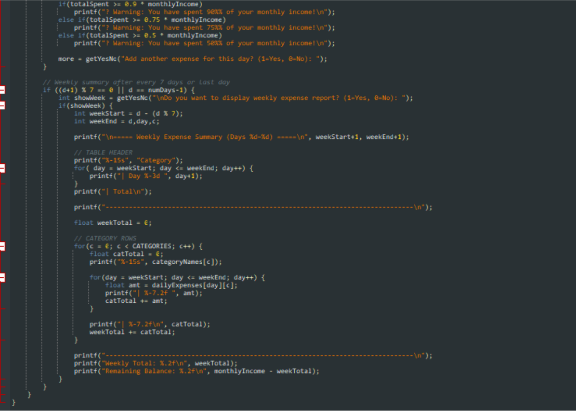 if(totalSpent >= 0.9 * monthlyIncome)
printf("? Warning: You have spent 90%% of your monthly income!\n");
else if(totalSpent >= 0.75 * monthlyIncome)
printf("? Warning: You have spent 75%% of your monthly income!\n");
else if(totalSpent >= 0.5 * monthlyIncome)
printf("? Warning: You have spent 50%% of your monthly income!\n");
more = getYesNo("Add another expense for this day? (1=Yes, 0=No): ");
}
// Weekly summary after every 7 days or last day
if ((d+1) % 7 == 0 || d == numDays-1) {
int showWeek = getYesNo("\nDo you want to display weekly expense report? (1=Yes, 0=No): ");
if(showWeek) {
int weekStart = d - (d % 7);
int weekEnd = d,day,c;
printf("\n===== Weekly Expense Summary (Days %d-%d) =====\n", weekStart+1, weekEnd+1);
// TABLE HEADER
printf("%-15s", "Category");
for( day = weekStart; day <= weekEnd; day++) {
printf("| Day %-3d ", day+1);
}
printf("| Total\n");
printf("--------------------------------------------------------------------------------\n");
float weekTotal = 0;
// CATEGORY ROWS
for(c = 0; c < CATEGORIES; c++) {
float catTotal = 0;
printf("%-15s", categoryNames[c]);
for(day = weekStart; day <= weekEnd; day++) {
float amt = dailyExpenses[day][c];
printf("| %-7.2f ", amt);
catTotal += amt;
}
printf("| %-7.2f\n", catTotal);
weekTotal += catTotal;
}
printf("--------------------------------------------------------------------------------\n");
printf("Weekly Total: %.2f\n", weekTotal);
printf("Remaining Balance: %.2f\n", monthlyIncome - weekTotal);
}
}
}
}